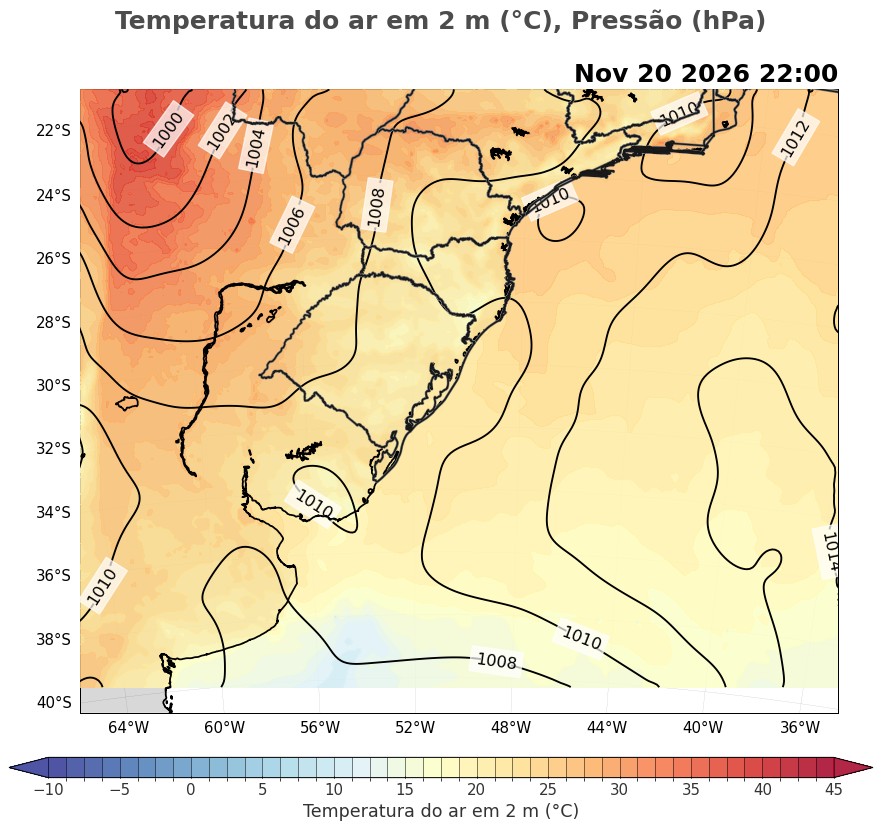 Temperatura do ar em 2 m (°C), Pressão (hPa)
Nov 20 2026 22:00
1000
1002
1004
1006
1008
1010
1010
1012
1010
1010
1014
1010
1008
22°S
24°S
26°S
28°S
30°S
32°S
34°S
36°S
38°S
40°S
64°W 60°W 56°W 52°W 48°W 44°W 40°W 36°W
−10 −5 0 5 10 15 20 25 30 35 40 45
Temperatura do ar em 2 m (°C)